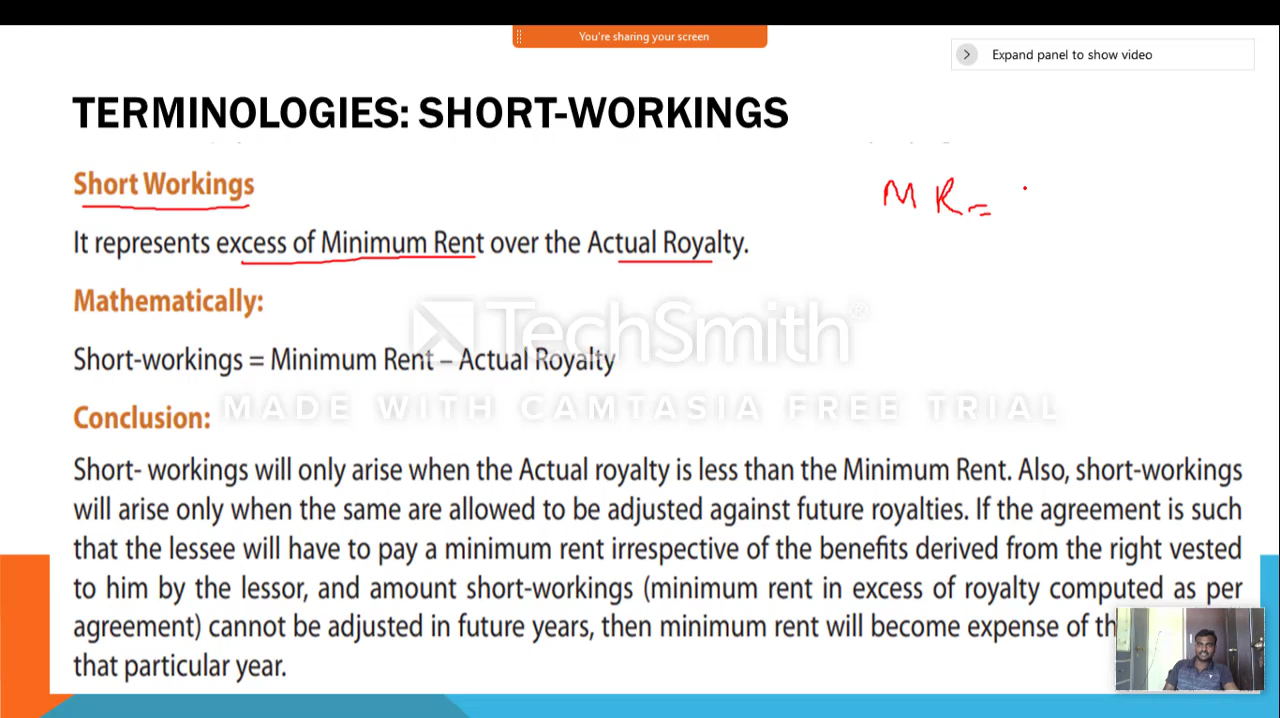 You're sharing your screen
Expand panel to show video
TERMINOLOGIES: SHORT-WORKINGS
Short Workings
M R =
It represents excess of Minimum Rent over the Actual Royalty.
Mathematically:
TechSmith®
Short-workings = Minimum Rent – Actual Royalty
MADE WITH CAMTASIA FREE TRIAL
Conclusion:
Short- workings will only arise when the Actual royalty is less than the Minimum Rent. Also, short-workings
will arise only when the same are allowed to be adjusted against future royalties. If the agreement is such
that the lessee will have to pay a minimum rent irrespective of the benefits derived from the right vested
to him by the lessor, and amount short-workings (minimum rent in excess of royalty computed as per
agreement) cannot be adjusted in future years, then minimum rent will become expense of
that particular year.